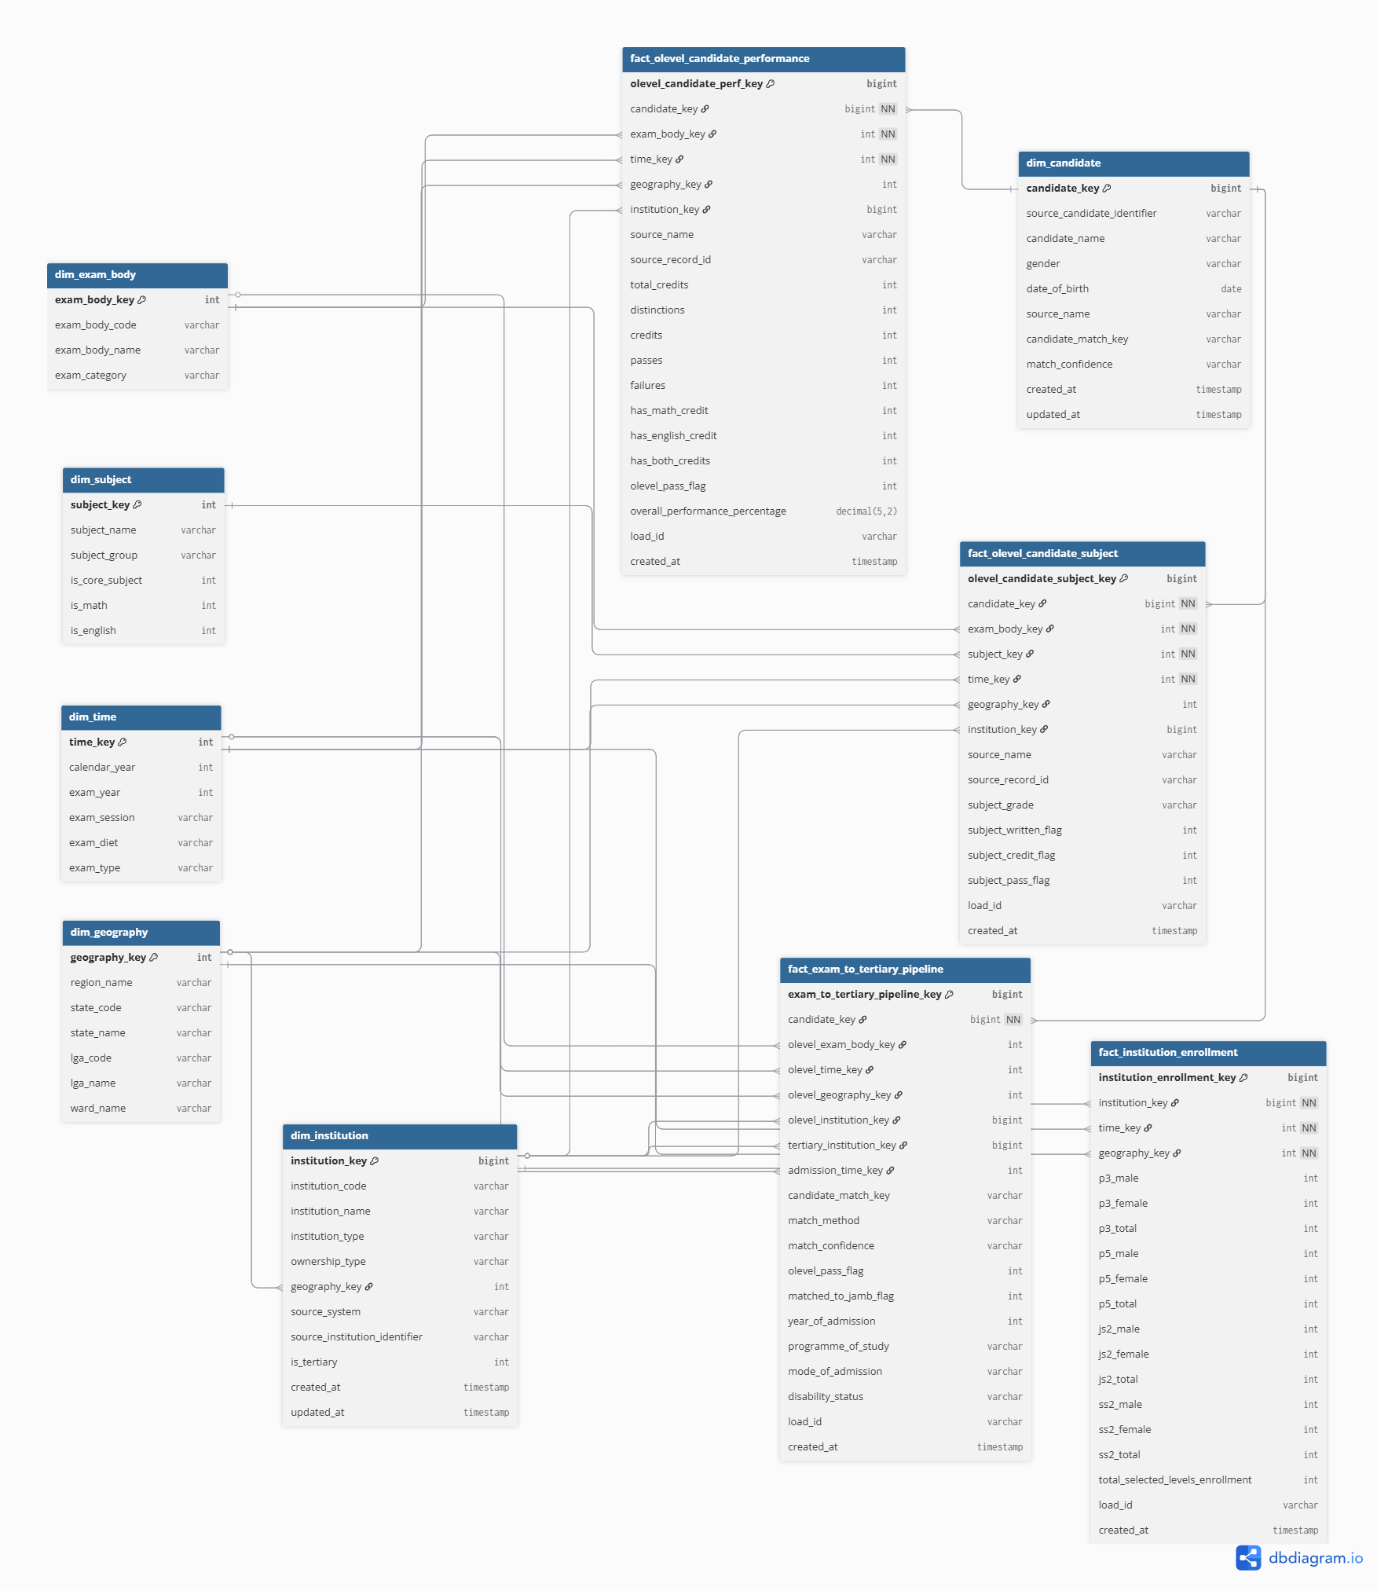 fact_olevel_candidate_performance
olevel_candidate_perf_key bigint
candidate_key bigint NN
exam_body_key int NN
time_key int NN
geography_key int
institution_key bigint
source_name varchar
source_record_id varchar
total_credits int
distinctions int
credits int
passes int
failures int
has_math_credit int
has_english_credit int
has_both_credits int
olevel_pass_flag int
overall_performance_percentage decimal(5,2)
load_id varchar
created_at timestamp
dim_candidate
candidate_key bigint
source_candidate_identifier varchar
candidate_name varchar
gender varchar
date_of_birth date
source_name varchar
candidate_match_key varchar
match_confidence varchar
created_at timestamp
updated_at timestamp
dim_exam_body
exam_body_key int
exam_body_code varchar
exam_body_name varchar
exam_category varchar
dim_subject
subject_key int
subject_name varchar
subject_group varchar
is_core_subject int
is_math int
is_english int
fact_olevel_candidate_subject
olevel_candidate_subject_key bigint
candidate_key bigint NN
exam_body_key int NN
subject_key int NN
time_key int NN
geography_key int
institution_key bigint
source_name varchar
source_record_id varchar
subject_grade varchar
subject_written_flag int
subject_credit_flag int
subject_pass_flag int
load_id varchar
created_at timestamp
dim_time
time_key int
calendar_year int
exam_year int
exam_session varchar
exam_diet varchar
exam_type varchar
dim_geography
geography_key int
region_name varchar
state_code varchar
state_name varchar
lga_code varchar
lga_name varchar
ward_name varchar
fact_exam_to_tertiary_pipeline
exam_to_tertiary_pipeline_key bigint
candidate_key bigint NN
olevel_exam_body_key int
olevel_time_key int
olevel_geography_key int
olevel_institution_key bigint
tertiary_institution_key bigint
admission_time_key int
candidate_match_key varchar
match_method varchar
match_confidence varchar
olevel_pass_flag int
matched_to_jamb_flag int
year_of_admission int
programme_of_study varchar
mode_of_admission varchar
disability_status varchar
load_id varchar
created_at timestamp
fact_institution_enrollment
institution_enrollment_key bigint
institution_key bigint NN
time_key int NN
geography_key int NN
p3_male int
p3_female int
p3_total int
p5_male int
p5_female int
p5_total int
js2_male int
js2_female int
js2_total int
ss2_male int
ss2_female int
ss2_total int
total_selected_levels_enrollment int
load_id varchar
created_at timestamp
dim_institution
institution_key bigint
institution_code varchar
institution_name varchar
institution_type varchar
ownership_type varchar
geography_key int
source_system varchar
source_institution_identifier varchar
is_tertiary int
created_at timestamp
updated_at timestamp
dbdiagram.io